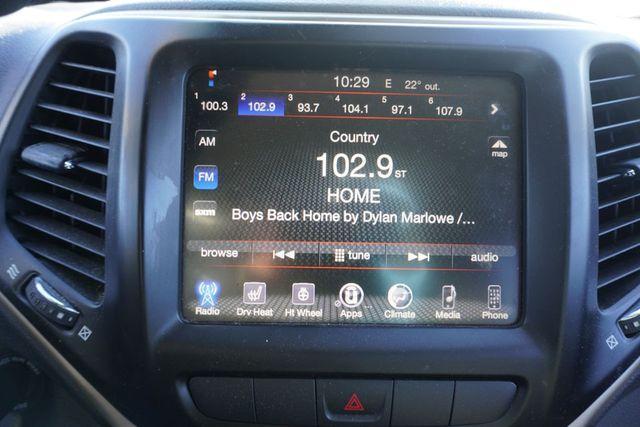 10:29 E 22° out.
1 100.3 2 102.9 3 93.7 4 104.1 5 97.1 6 107.9
AM
FM
sxm
Country
102.9 ST
HOME
Boys Back Home by Dylan Marlowe /...
map
browse tune audio
Radio Drv Heat Ht Wheel Apps Climate Media Phone